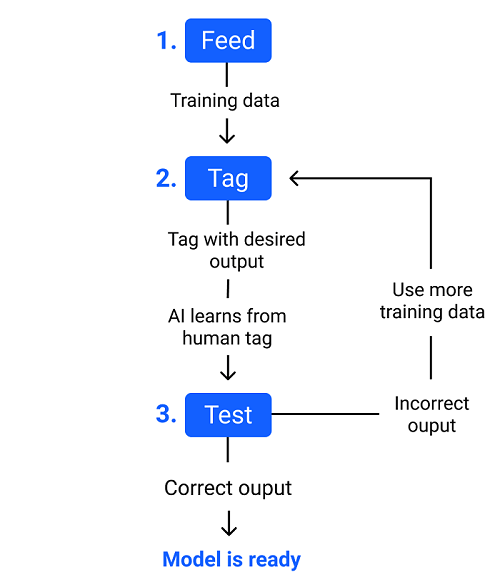 1. Feed
Training data
2. Tag
Tag with desired
output
AI learns from
human tag
Use more
training data
3. Test
Incorrect
ouput
Correct ouput
Model is ready